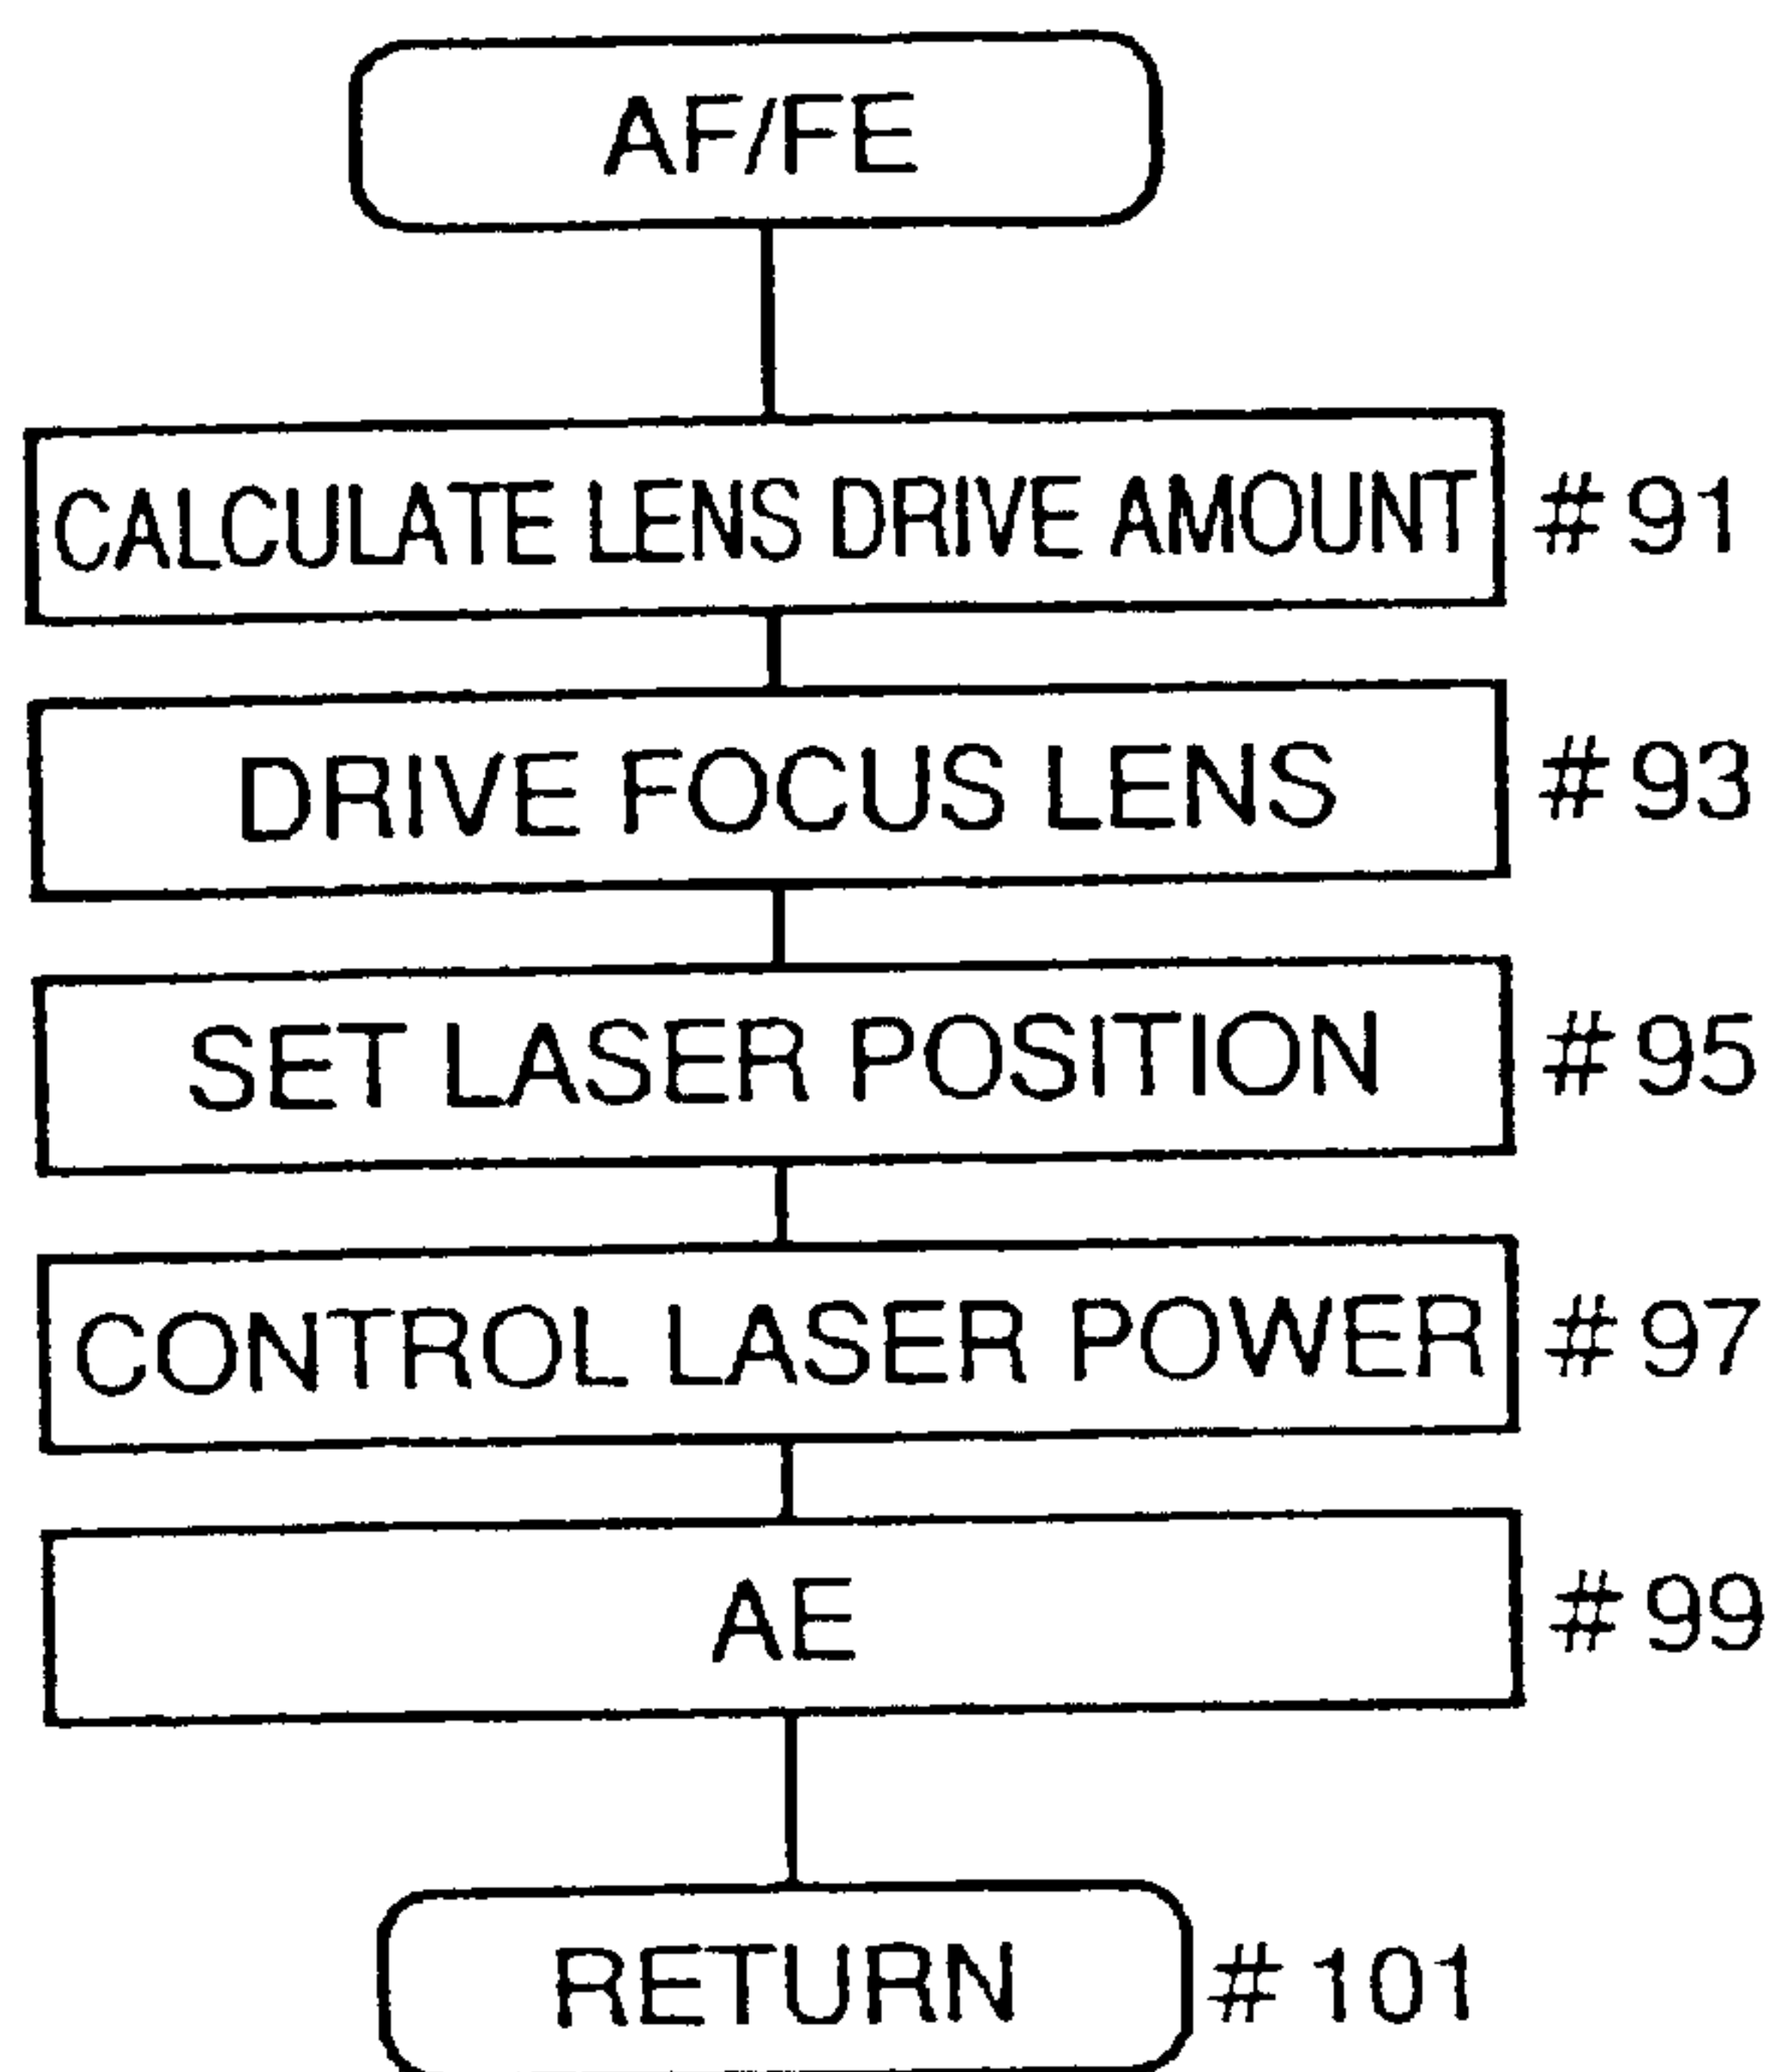 AF/FE
CALCULATE LENS DRIVE AMOUNT #91
DRIVE FOCUS LENS #93
SET LASER POSITION #95
CONTROL LASER POWER #97
AE #99
RETURN #101